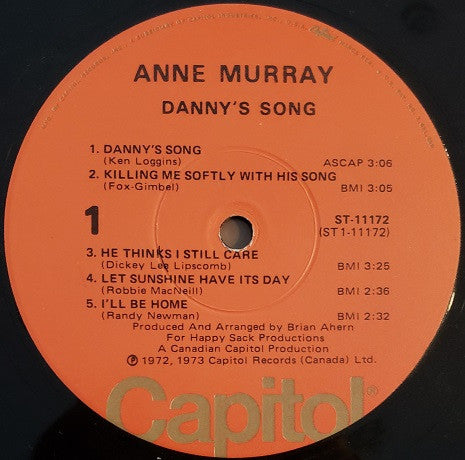 ANNE MURRAY
DANNY'S SONG
1. DANNY'S SONG
(Ken Loggins) ASCAP 3:06
2. KILLING ME SOFTLY WITH HIS SONG
(Fox-Gimbel) BMI 3:05
1 ST-11172
(ST1-11172)
3. HE THINKS I STILL CARE
(Dickey Lee Lipscomb) BMI 3:25
4. LET SUNSHINE HAVE ITS DAY
(Robbie MacNeill) BMI 2:36
5. I'LL BE HOME
(Randy Newman) BMI 2:32
Produced and Arranged by Brian Ahern
For Happy Sack Productions
A Canadian Capitol Production
℗ 1972, 1973 Capitol Records (Canada) Ltd.
Capitol®